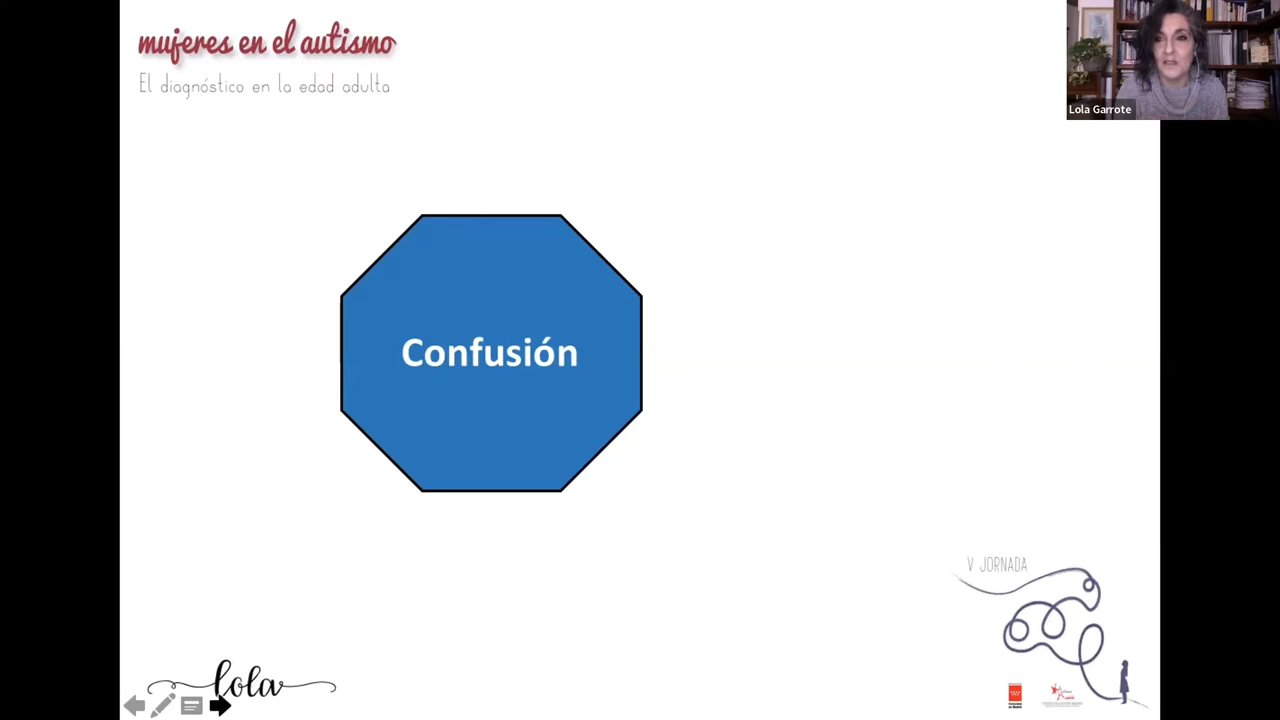 mujeres en el autismo
El diagnóstico en la edad adulta
Lola Garrote
Confusión
V JORNADA
lola